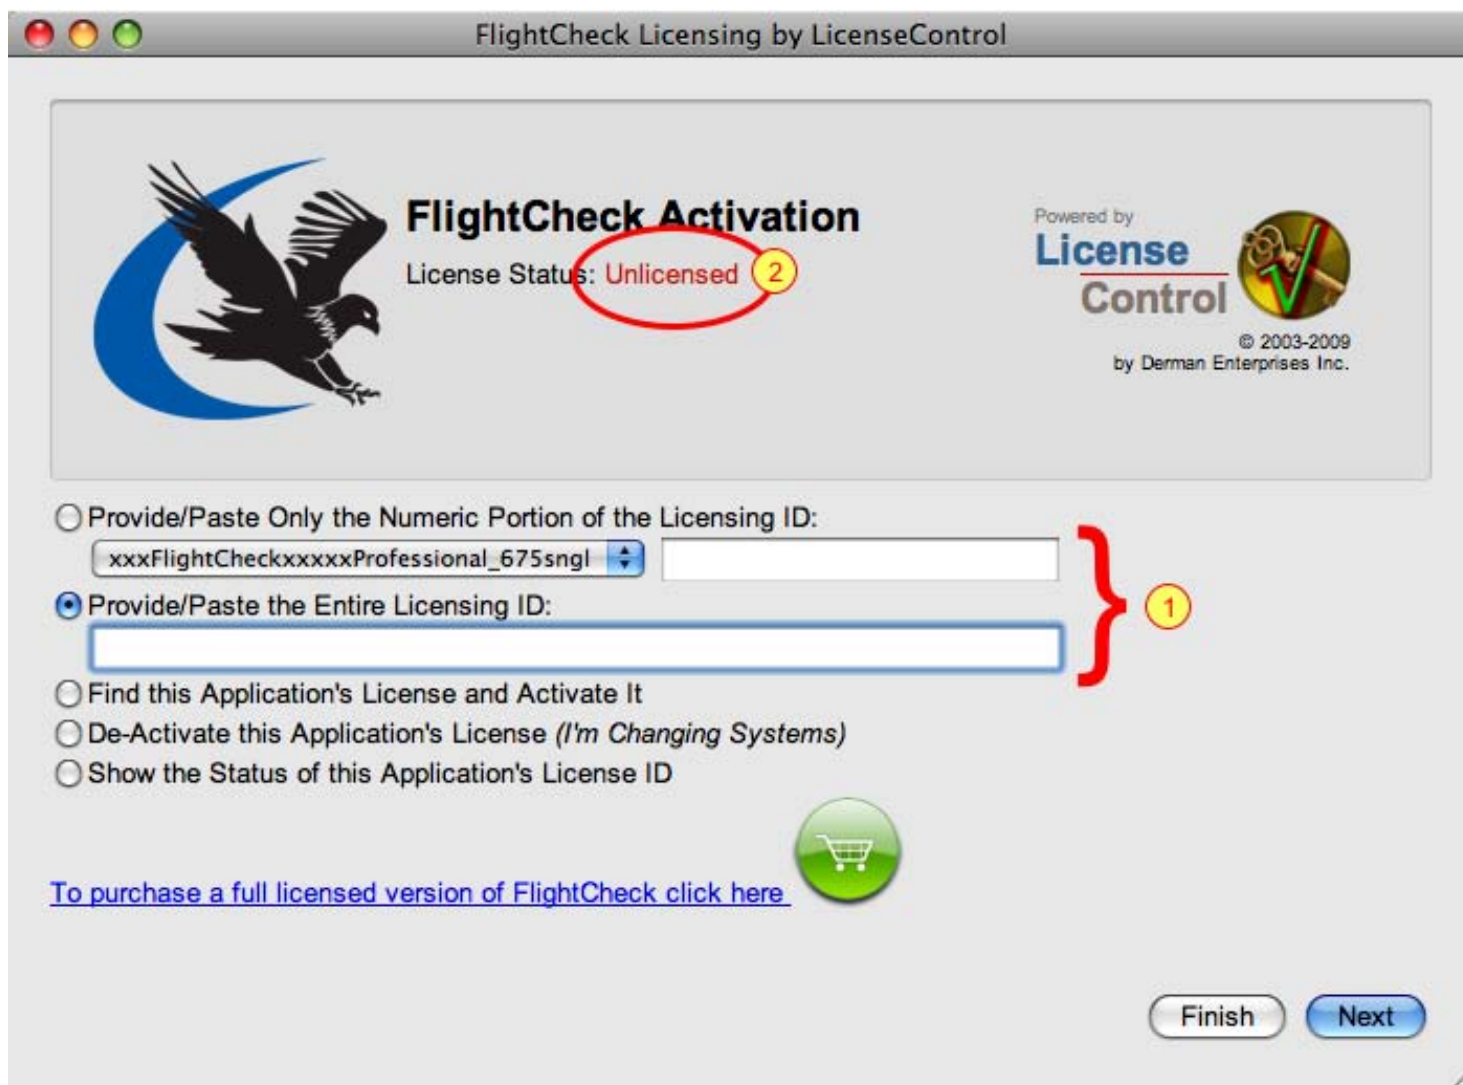 FlightCheck Licensing by LicenseControl
FlightCheck Activation
License Status: Unlicensed
2
Powered by
License
Control
© 2003-2009
by Derman Enterprises Inc.
Provide/Paste Only the Numeric Portion of the Licensing ID:
xxxFlightCheckxxxxxProfessional_675sngl
Provide/Paste the Entire Licensing ID:
1
Find this Application's License and Activate It
De-Activate this Application's License (I'm Changing Systems)
Show the Status of this Application's License ID
To purchase a full licensed version of FlightCheck click here
Finish
Next